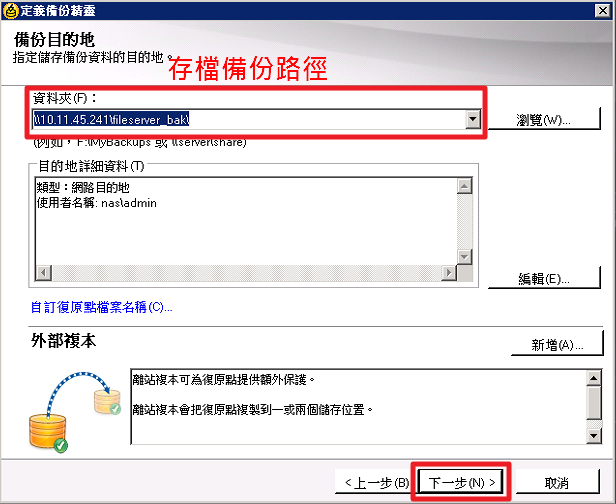 定義備份精靈
備份目的地
指定儲存備份資料的目的地。
存檔備份路徑
資料夾(F)：
\\10.11.45.241\fileserver_bak\
瀏覽(W)...
(例如，F:\MyBackups 或 \\server\share)
目的地詳細資料(T)
類型：網路目的地
使用者名稱: nas\admin
編輯(E)...
自訂復原點檔案名稱(C)...
外部複本
新增(A)...
離站複本可為復原點提供額外保護。
離站複本會把復原點複製到一或兩個儲存位置。
<上一步(B)
下一步(N) >
取消